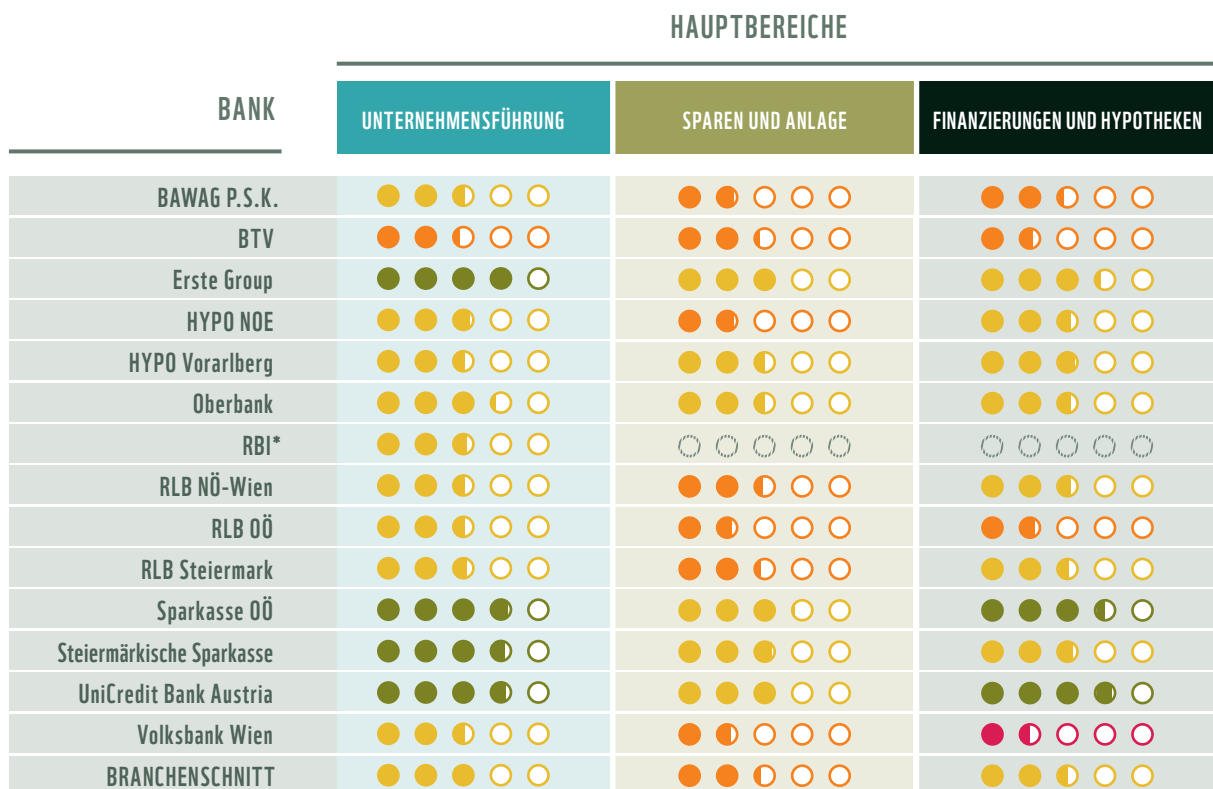 HAUPTBEREICHE
BANK
UNTERNEHMENSFÜHRUNG
SPAREN UND ANLAGE
FINANZIERUNGEN UND HYPOTHEKEN
BAWAG P.S.K.
BTV
Erste Group
HYPO NOE
HYPO Vorarlberg
Oberbank
RBI*
RLB NÖ-Wien
RLB OÖ
RLB Steiermark
Sparkasse OÖ
Steiermärkische Sparkasse
UniCredit Bank Austria
Volksbank Wien
BRANCHENSCHNITT